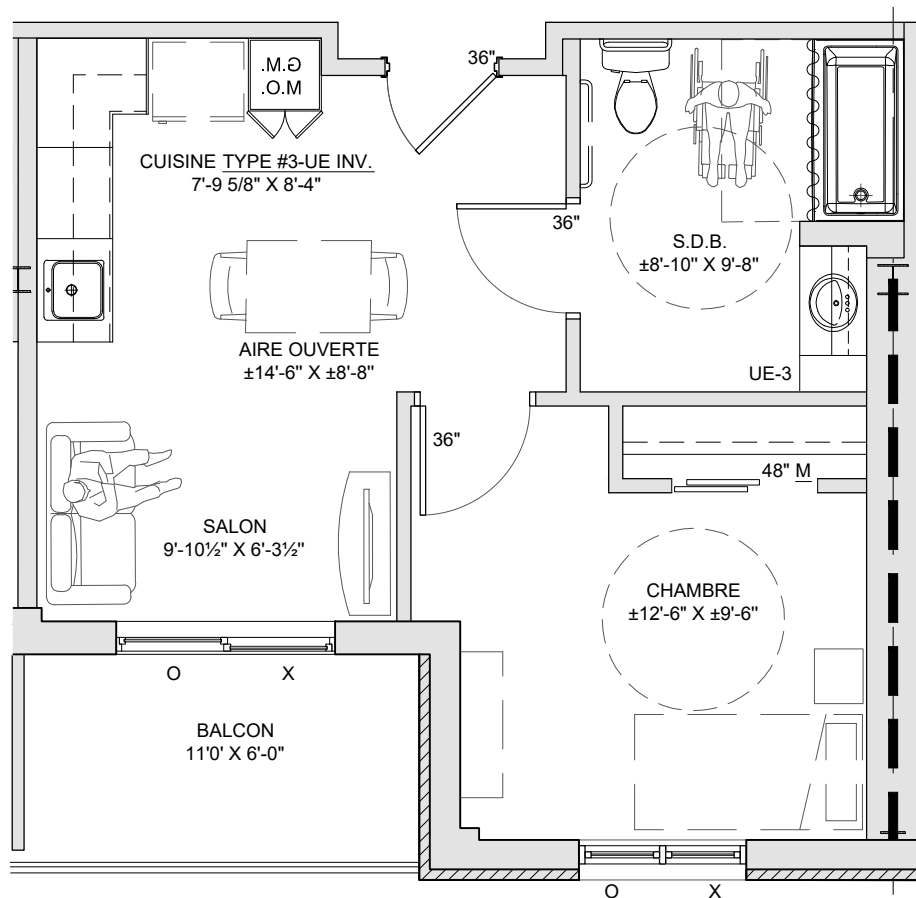 36"
G.M.
M.O.
CUISINE TYPE #3-UE INV.
7'-9 5/8" X 8'-4"
36"
S.D.B.
±8'-10" X 9'-8"
AIRE OUVERTE
±14'-6" X ±8'-8"
UE-3
36"
48" M
SALON
9'-10½" X 6'-3½"
CHAMBRE
±12'-6" X ±9'-6"
O X
BALCON
11'0' X 6'-0"
O X